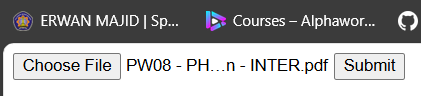 ERWAN MAJID | Sp... Courses – Alphawor...
Choose File PW08 - PH…n - INTER.pdf Submit